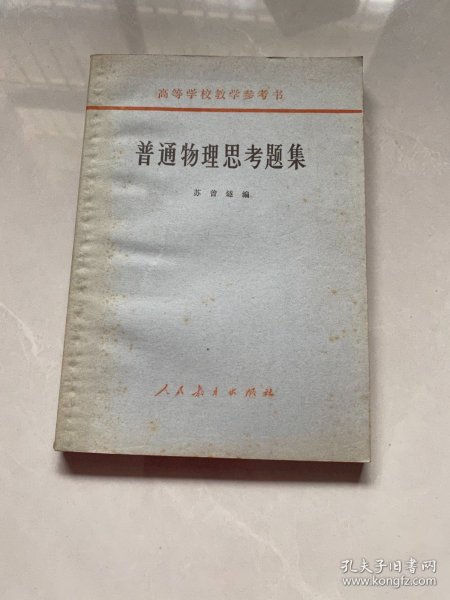 高等学校教学参考书
普通物理思考题集
苏曾燧编
人民教育出版社
孔夫子旧书网
www.kongfz.com